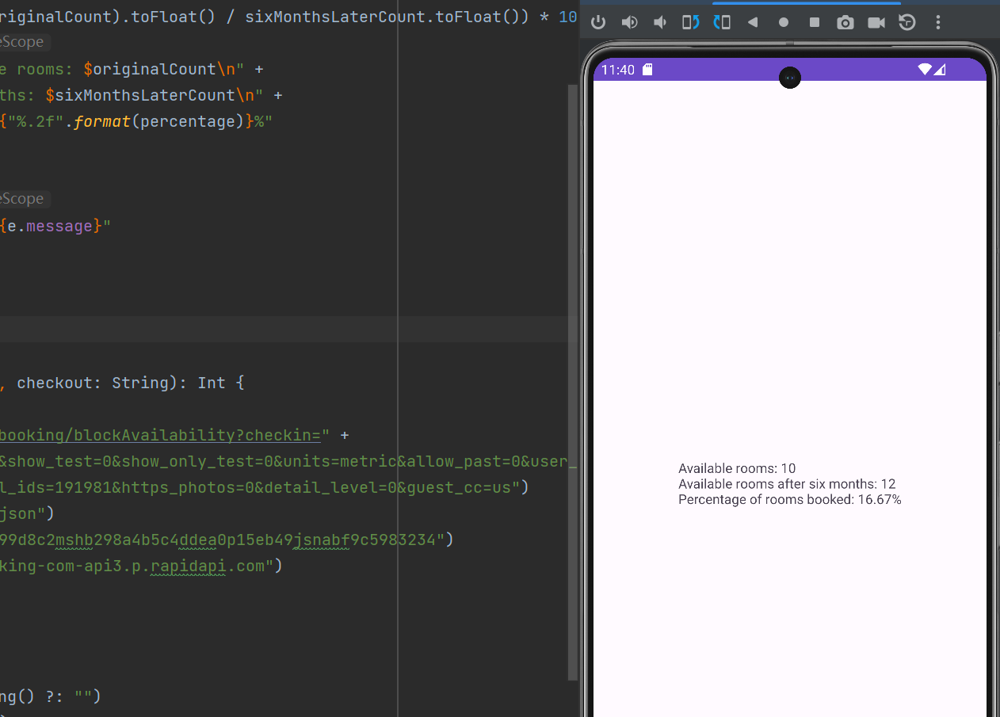 riginalCount).toFloat() / sixMonthsLaterCount.toFloat()) * 10
eScope
e rooms: $originalCount\n" +
ths: $sixMonthsLaterCount\n" +
{"%.2f".format(percentage)}%"
eScope
{e.message}"
, checkout: String): Int {
booking/blockAvailability?checkin=" +
&show_test=0&show_only_test=0&units=metric&allow_past=0&user_
l_ids=191981&https_photos=0&detail_level=0&guest_cc=us")
json")
99d8c2mshb298a4b5c4ddea0p15eb49jsnabf9c5983234")
king-com-api3.p.rapidapi.com")
ng() ?: "")
11:40
Available rooms: 10
Available rooms after six months: 12
Percentage of rooms booked: 16.67%